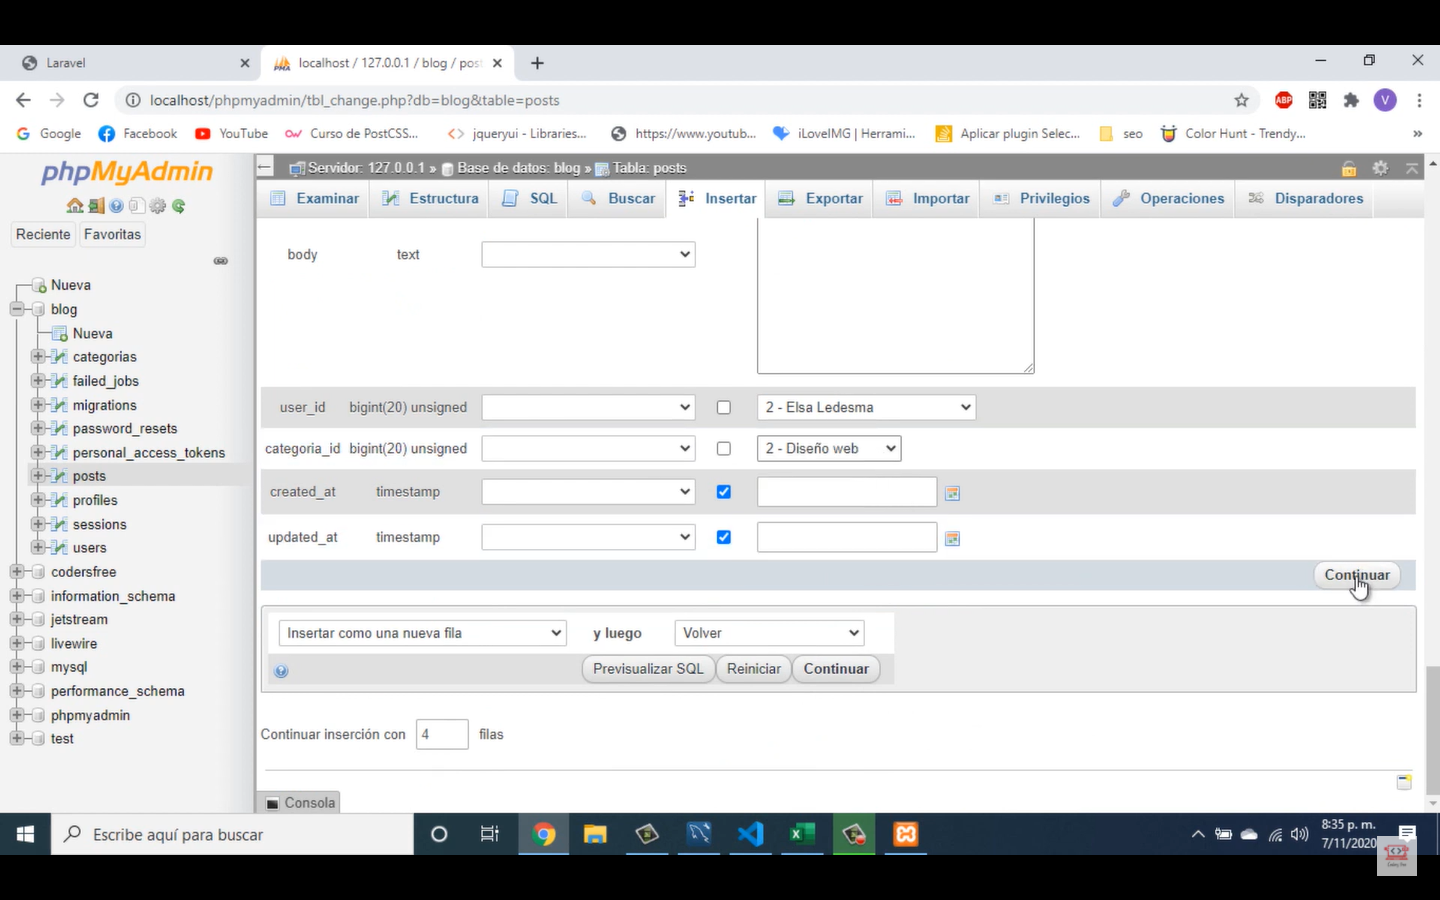 Laravel
localhost / 127.0.0.1 / blog / post
localhost/phpmyadmin/tbl_change.php?db=blog&table=posts
ABP
V
Google
Facebook
YouTube
Curso de PostCSS...
jqueryui - Libraries...
https://www.youtub...
iLoveIMG | Herrami...
Aplicar plugin Selec...
seo
Color Hunt - Trendy...
»
phpMyAdmin
Reciente
Favoritas
Nueva
blog
Nueva
categorias
failed_jobs
migrations
password_resets
personal_access_tokens
posts
profiles
sessions
users
codersfree
information_schema
jetstream
livewire
mysql
performance_schema
phpmyadmin
test
Servidor: 127.0.0.1 » Base de datos: blog » Tabla: posts
Examinar
Estructura
SQL
Buscar
Insertar
Exportar
Importar
Privilegios
Operaciones
Disparadores
body text
user_id bigint(20) unsigned 2 - Elsa Ledesma
categoria_id bigint(20) unsigned 2 - Diseño web
created_at timestamp
updated_at timestamp
Continuar
Insertar como una nueva fila y luego Volver
Previsualizar SQL Reiniciar Continuar
Continuar inserción con 4 filas
Consola
Escribe aquí para buscar
8:35 p. m.
7/11/2020